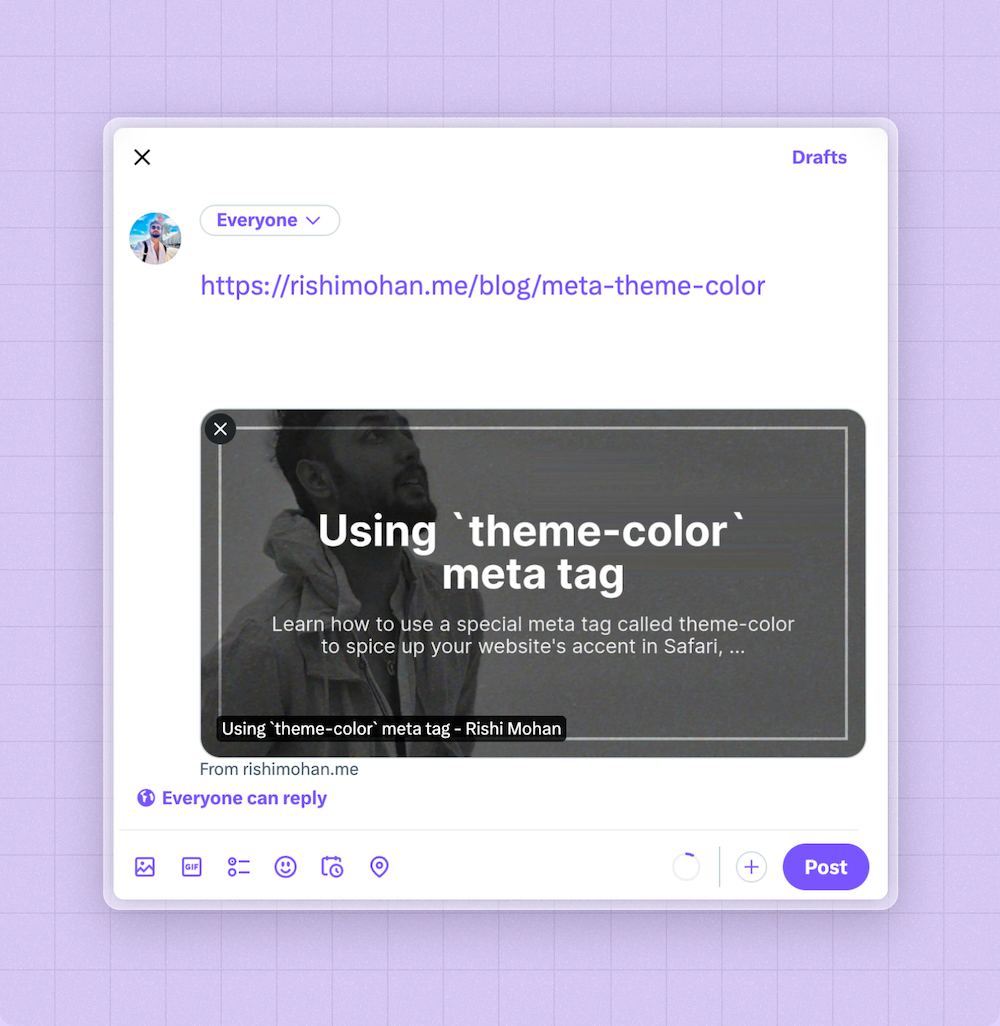 Drafts
Everyone
https://rishimohan.me/blog/meta-theme-color
Using `theme-color`
meta tag
Learn how to use a special meta tag called theme-color
to spice up your website's accent in Safari, ...
Using `theme-color` meta tag - Rishi Mohan
From rishimohan.me
Everyone can reply
GIF
Post